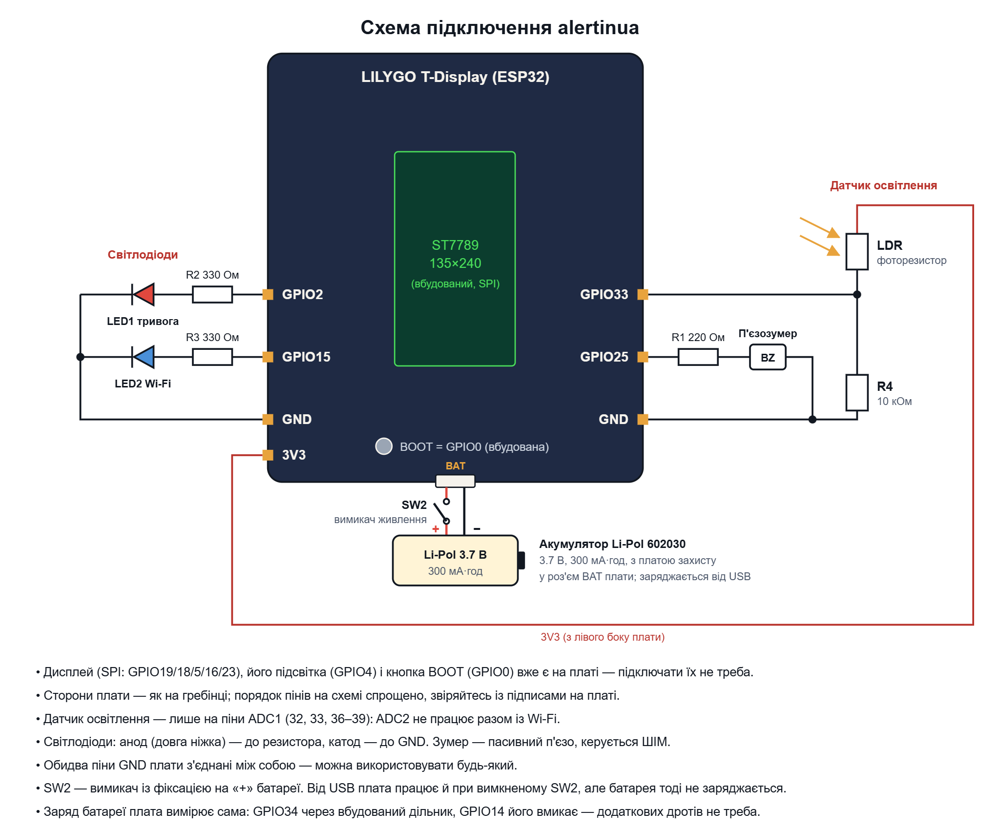 Схема підключення alertinua
LILYGO T-Display (ESP32)
ST7789
135×240
(вбудований, SPI)
Світлодіоди
R2 330 Ом
LED1 тривога
R3 330 Ом
LED2 Wi-Fi
GPIO2
GPIO15
GND
3V3
GPIO33
GPIO25
GND
Датчик освітлення
LDR
фоторезистор
R1 220 Ом
П'єзозумер
BZ
R4
10 кОм
BOOT = GPIO0 (вбудована)
BAT
SW2
вимикач живлення
+ −
Li-Pol 3.7 В
300 мА·год
Акумулятор Li-Pol 602030
3.7 В, 300 мА·год, з платою захисту
у роз'єм BAT плати; заряджається від USB
3V3 (з лівого боку плати)
• Дисплей (SPI: GPIO19/18/5/16/23), його підсвітка (GPIO4) і кнопка BOOT (GPIO0) вже є на платі — підключати їх не треба.
• Сторони плати — як на гребінці; порядок пінів на схемі спрощено, звіряйтесь із підписами на платі.
• Датчик освітлення — лише на піни ADC1 (32, 33, 36–39): ADC2 не працює разом із Wi-Fi.
• Світлодіоди: анод (довга ніжка) — до резистора, катод — до GND. Зумер — пасивний п'єзо, керується ШІМ.
• Обидва піни GND плати з'єднані між собою — можна використовувати будь-який.
• SW2 — вимикач із фіксацією на «+» батареї. Від USB плата працює й при вимкненому SW2, але батарея тоді не заряджається.
• Заряд батареї плата вимірює сама: GPIO34 через вбудований дільник, GPIO14 його вмикає — додаткових дротів не треба.